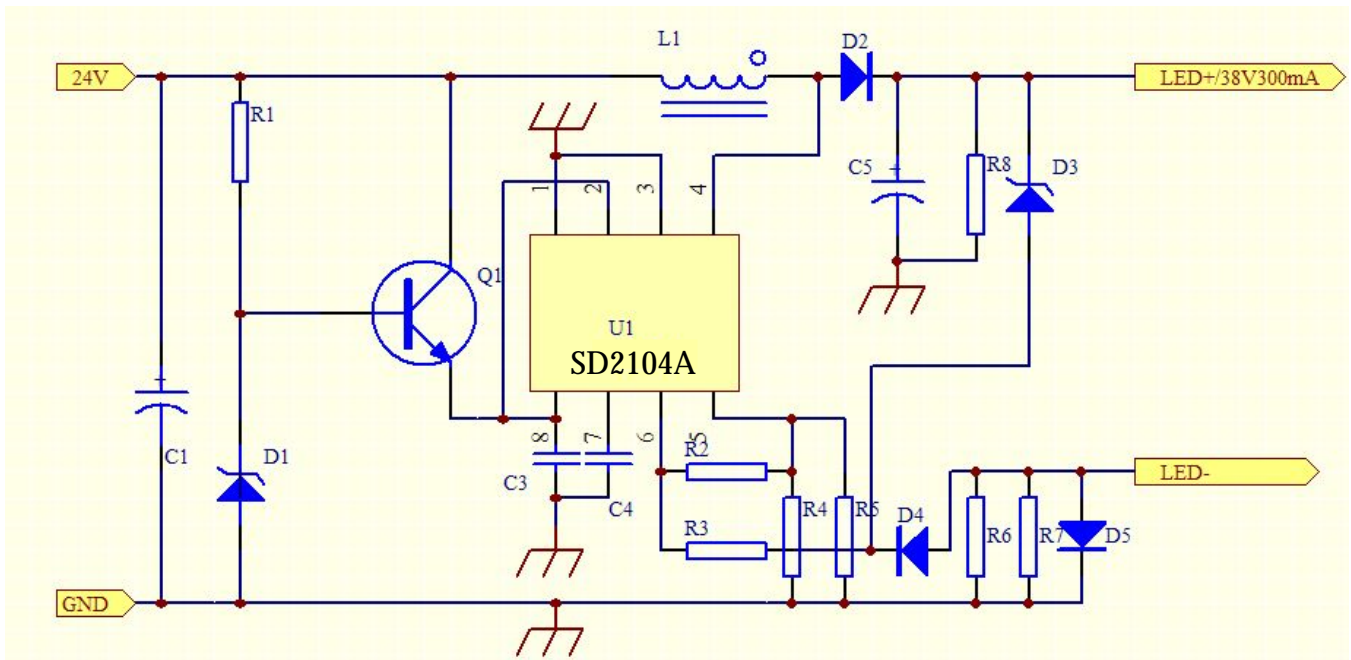 L1
D2
24V
LED+/38V300mA
R1
1
2
3
4
C5
R8
D3
Q1
U1
SD2104A
8
7
6
5
C1
D1
C3
C4
R2
R3
R4
R5
D4
R6
R7
D5
LED-
GND